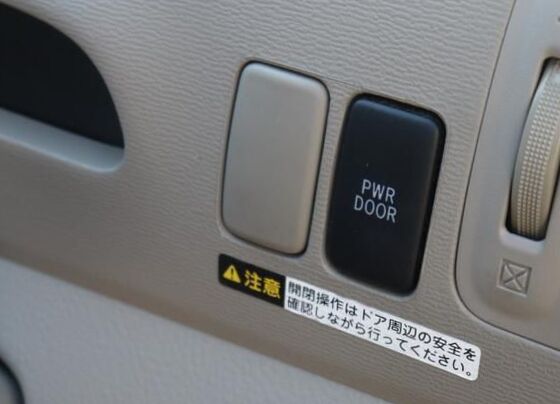 PWR
DOOR
注意
開閉操作はドア周辺の安全を
確認しながら行ってください。